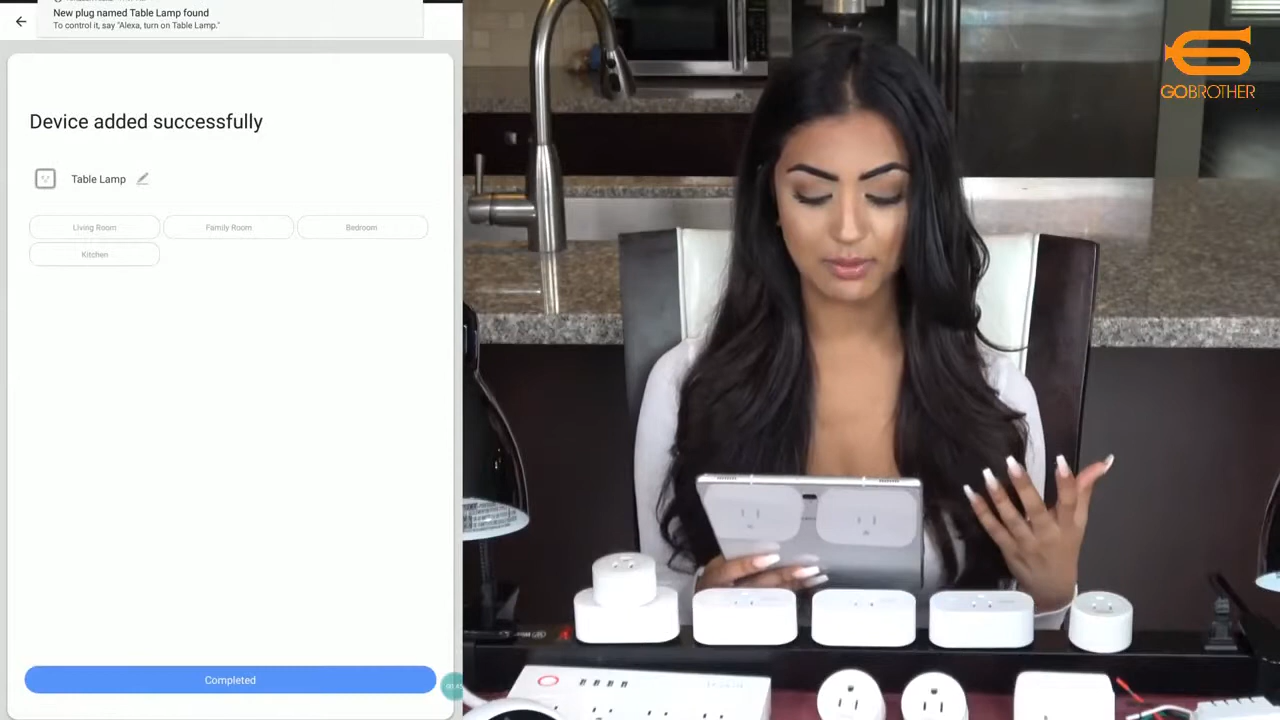 New plug named Table Lamp found
To control it, say "Alexa, turn on Table Lamp."
Device added successfully
Table Lamp
Living Room
Family Room
Bedroom
Kitchen
Completed
GOBROTHER